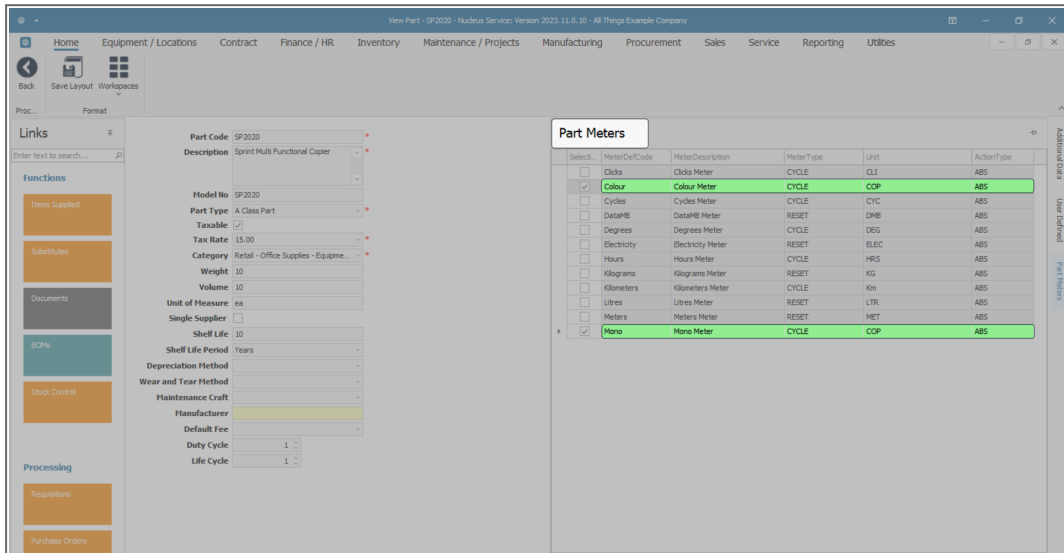 View Part - SP2020 - Nucleus Service: Version 2023.11.0.10 - All Things Example Company
Home Equipment / Locations Contract Finance / HR Inventory Maintenance / Projects Manufacturing Procurement Sales Service Reporting Utilities
Back Save Layout Workspaces
Proc... Format
Links
Enter text to search...
Functions
Items Supplied
Substitutes
Documents
BOMs
Stock Control
Processing
Requisitions
Purchase Orders
Part Code SP2020 *
Description Sprint Multi Functional Copier *
Model No SP2020
Part Type A Class Part *
Taxable
Tax Rate 15.00 *
Category Retail - Office Supplies - Equipme... *
Weight 10
Volume 10
Unit of Measure ea
Single Supplier
Shelf Life 10
Shelf Life Period Years
Depreciation Method
Wear and Tear Method
Maintenance Craft
Manufacturer
Default Fee
Duty Cycle 1
Life Cycle 1
Part Meters
Selecti... MeterDefCode MeterDescription MeterType Unit ActionType
Clicks Clicks Meter CYCLE CLI ABS
Colour Colour Meter CYCLE COP ABS
Cycles Cycles Meter CYCLE CYC ABS
DataMB DataMB Meter RESET DMB ABS
Degrees Degrees Meter CYCLE DEG ABS
Electricity Electricity Meter RESET ELEC ABS
Hours Hours Meter CYCLE HRS ABS
Kilograms Kilograms Meter RESET KG ABS
Kilometers Kilometers Meter CYCLE Km ABS
Litres Litres Meter RESET LTR ABS
Meters Meters Meter RESET MET ABS
Mono Mono Meter CYCLE COP ABS
Additional Data
User Defined
Part Meters